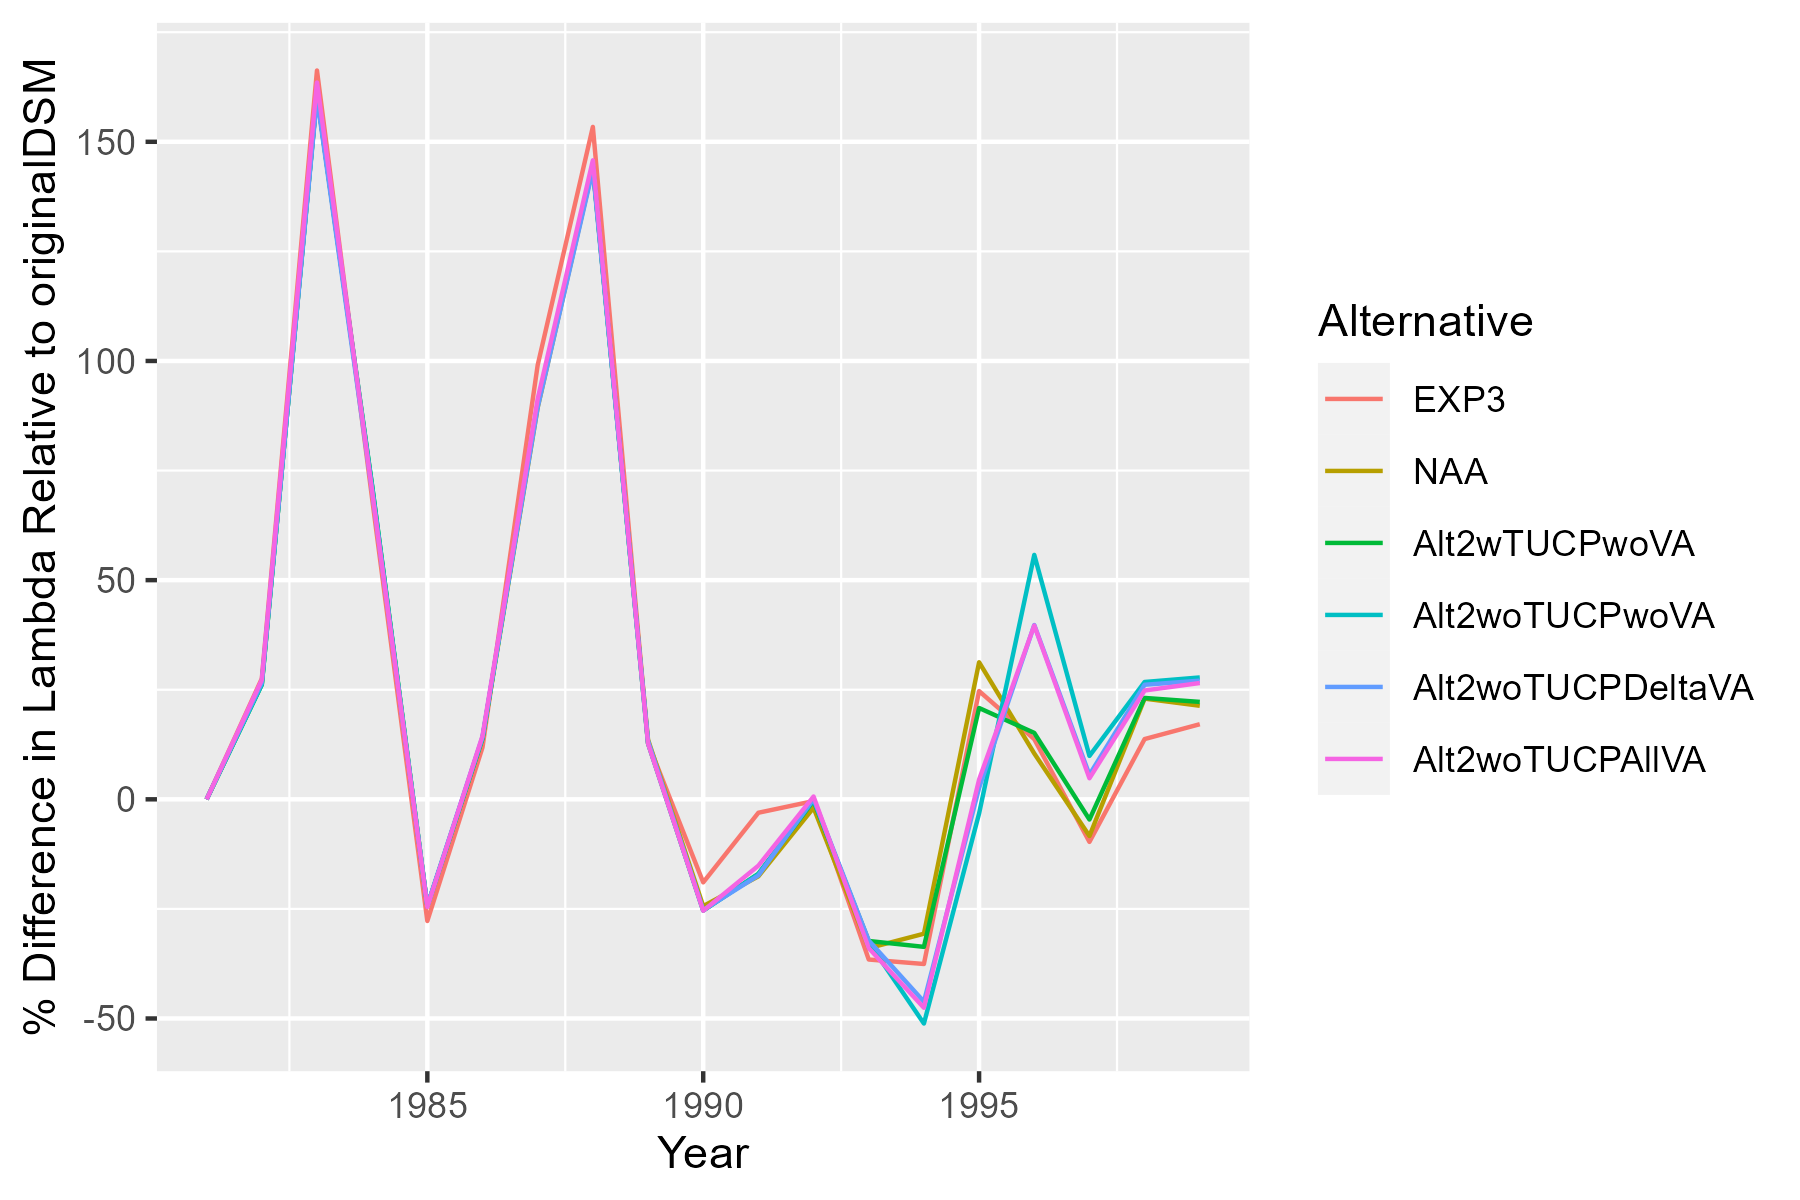 % Difference in Lambda Relative to originalDSM
150
100
50
0
-50
1985
1990
1995
Year
Alternative
EXP3
NAA
Alt2wTUCPwoVA
Alt2woTUCPwoVA
Alt2woTUCPDeltaVA
Alt2woTUCPAllVA